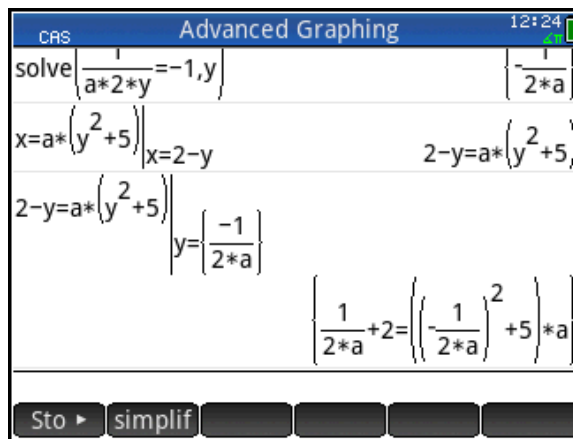 CAS Advanced Graphing 12:24 ∡π
solve(1/(a*2*y)=−1,y) {-1/(2*a)}
x=a*(y^2+5)|x=2−y 2−y=a*(y^2+5)
2−y=a*(y^2+5)|y={−1/(2*a)}
{1/(2*a)+2=((-1/(2*a))^2+5)*a}
Sto ▸ simplif